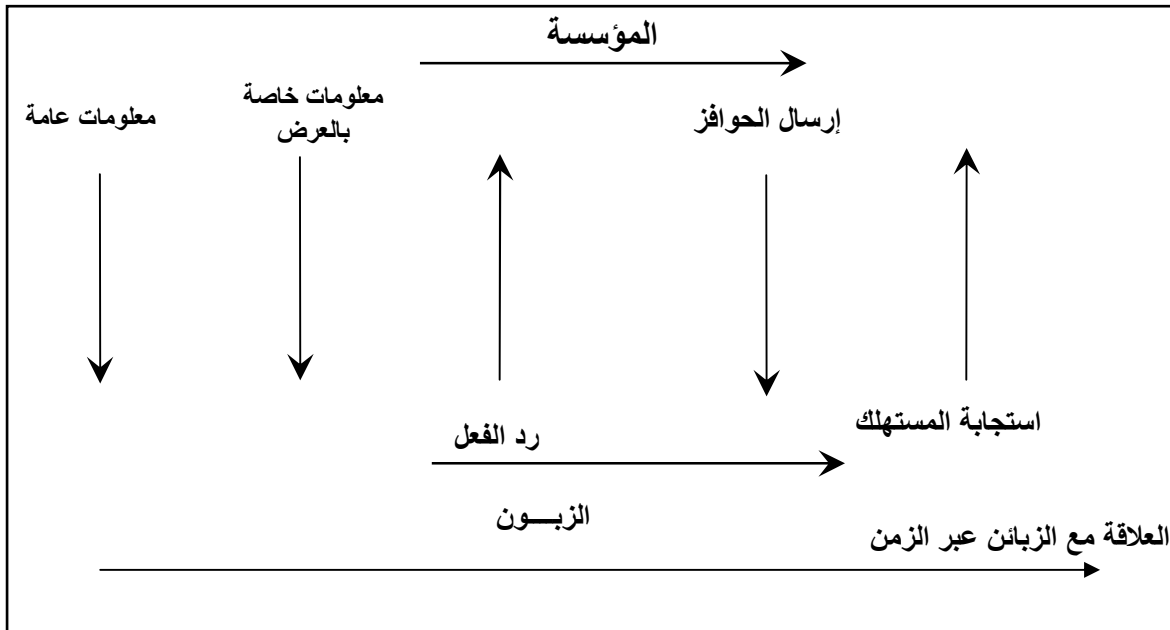 المؤسسة
معلومات عامة
معلومات خاصة
بالعرض
إرسال الحوافز
رد الفعل
استجابة المستهلك
الزبـــون
العلاقة مع الزبائن عبر الزمن